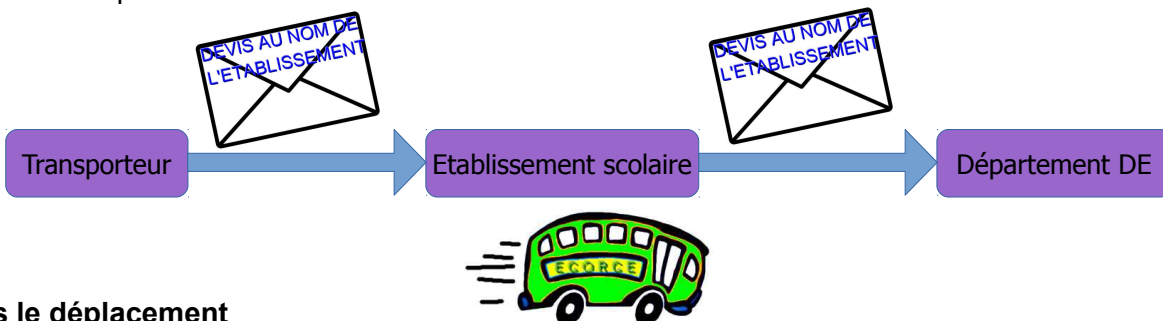 DEVIS AU NOM DE
L'ETABLISSEMENT
DEVIS AU NOM DE
L'ETABLISSEMENT
Transporteur
Etablissement scolaire
Département DE
ECORCE
le déplacement